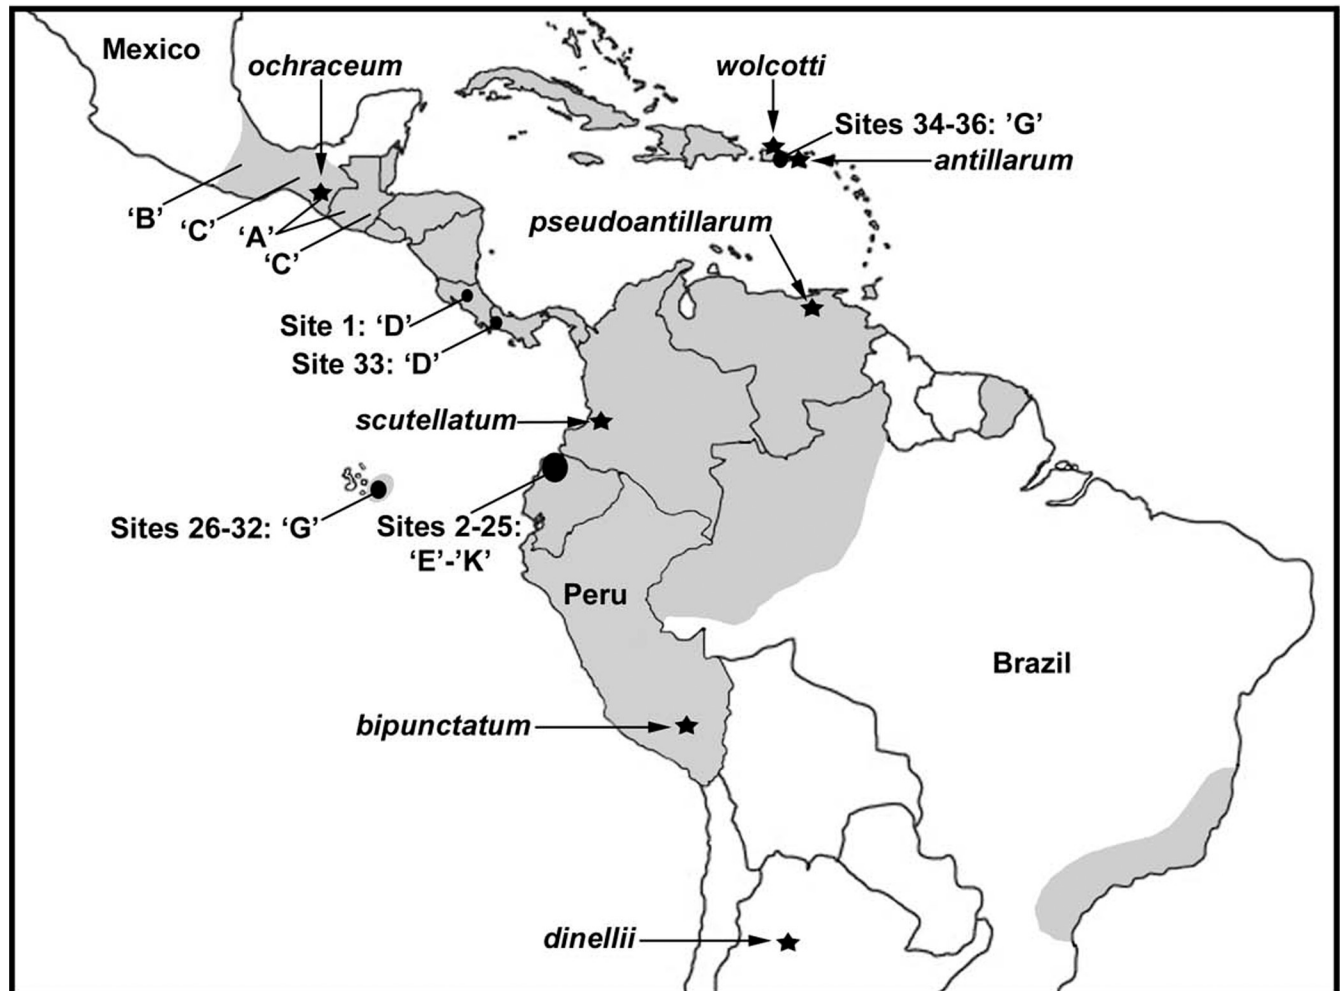 Mexico
ochraceum
wolcotti
Sites 34-36: ’G’
antillarum
‘B’
‘C’
‘A’
‘C’
pseudoantillarum
Site 1: ‘D’
Site 33: ‘D’
scutellatum
Sites 26-32: ‘G’
Sites 2-25:
‘E’-’K’
Peru
Brazil
bipunctatum
dinellii